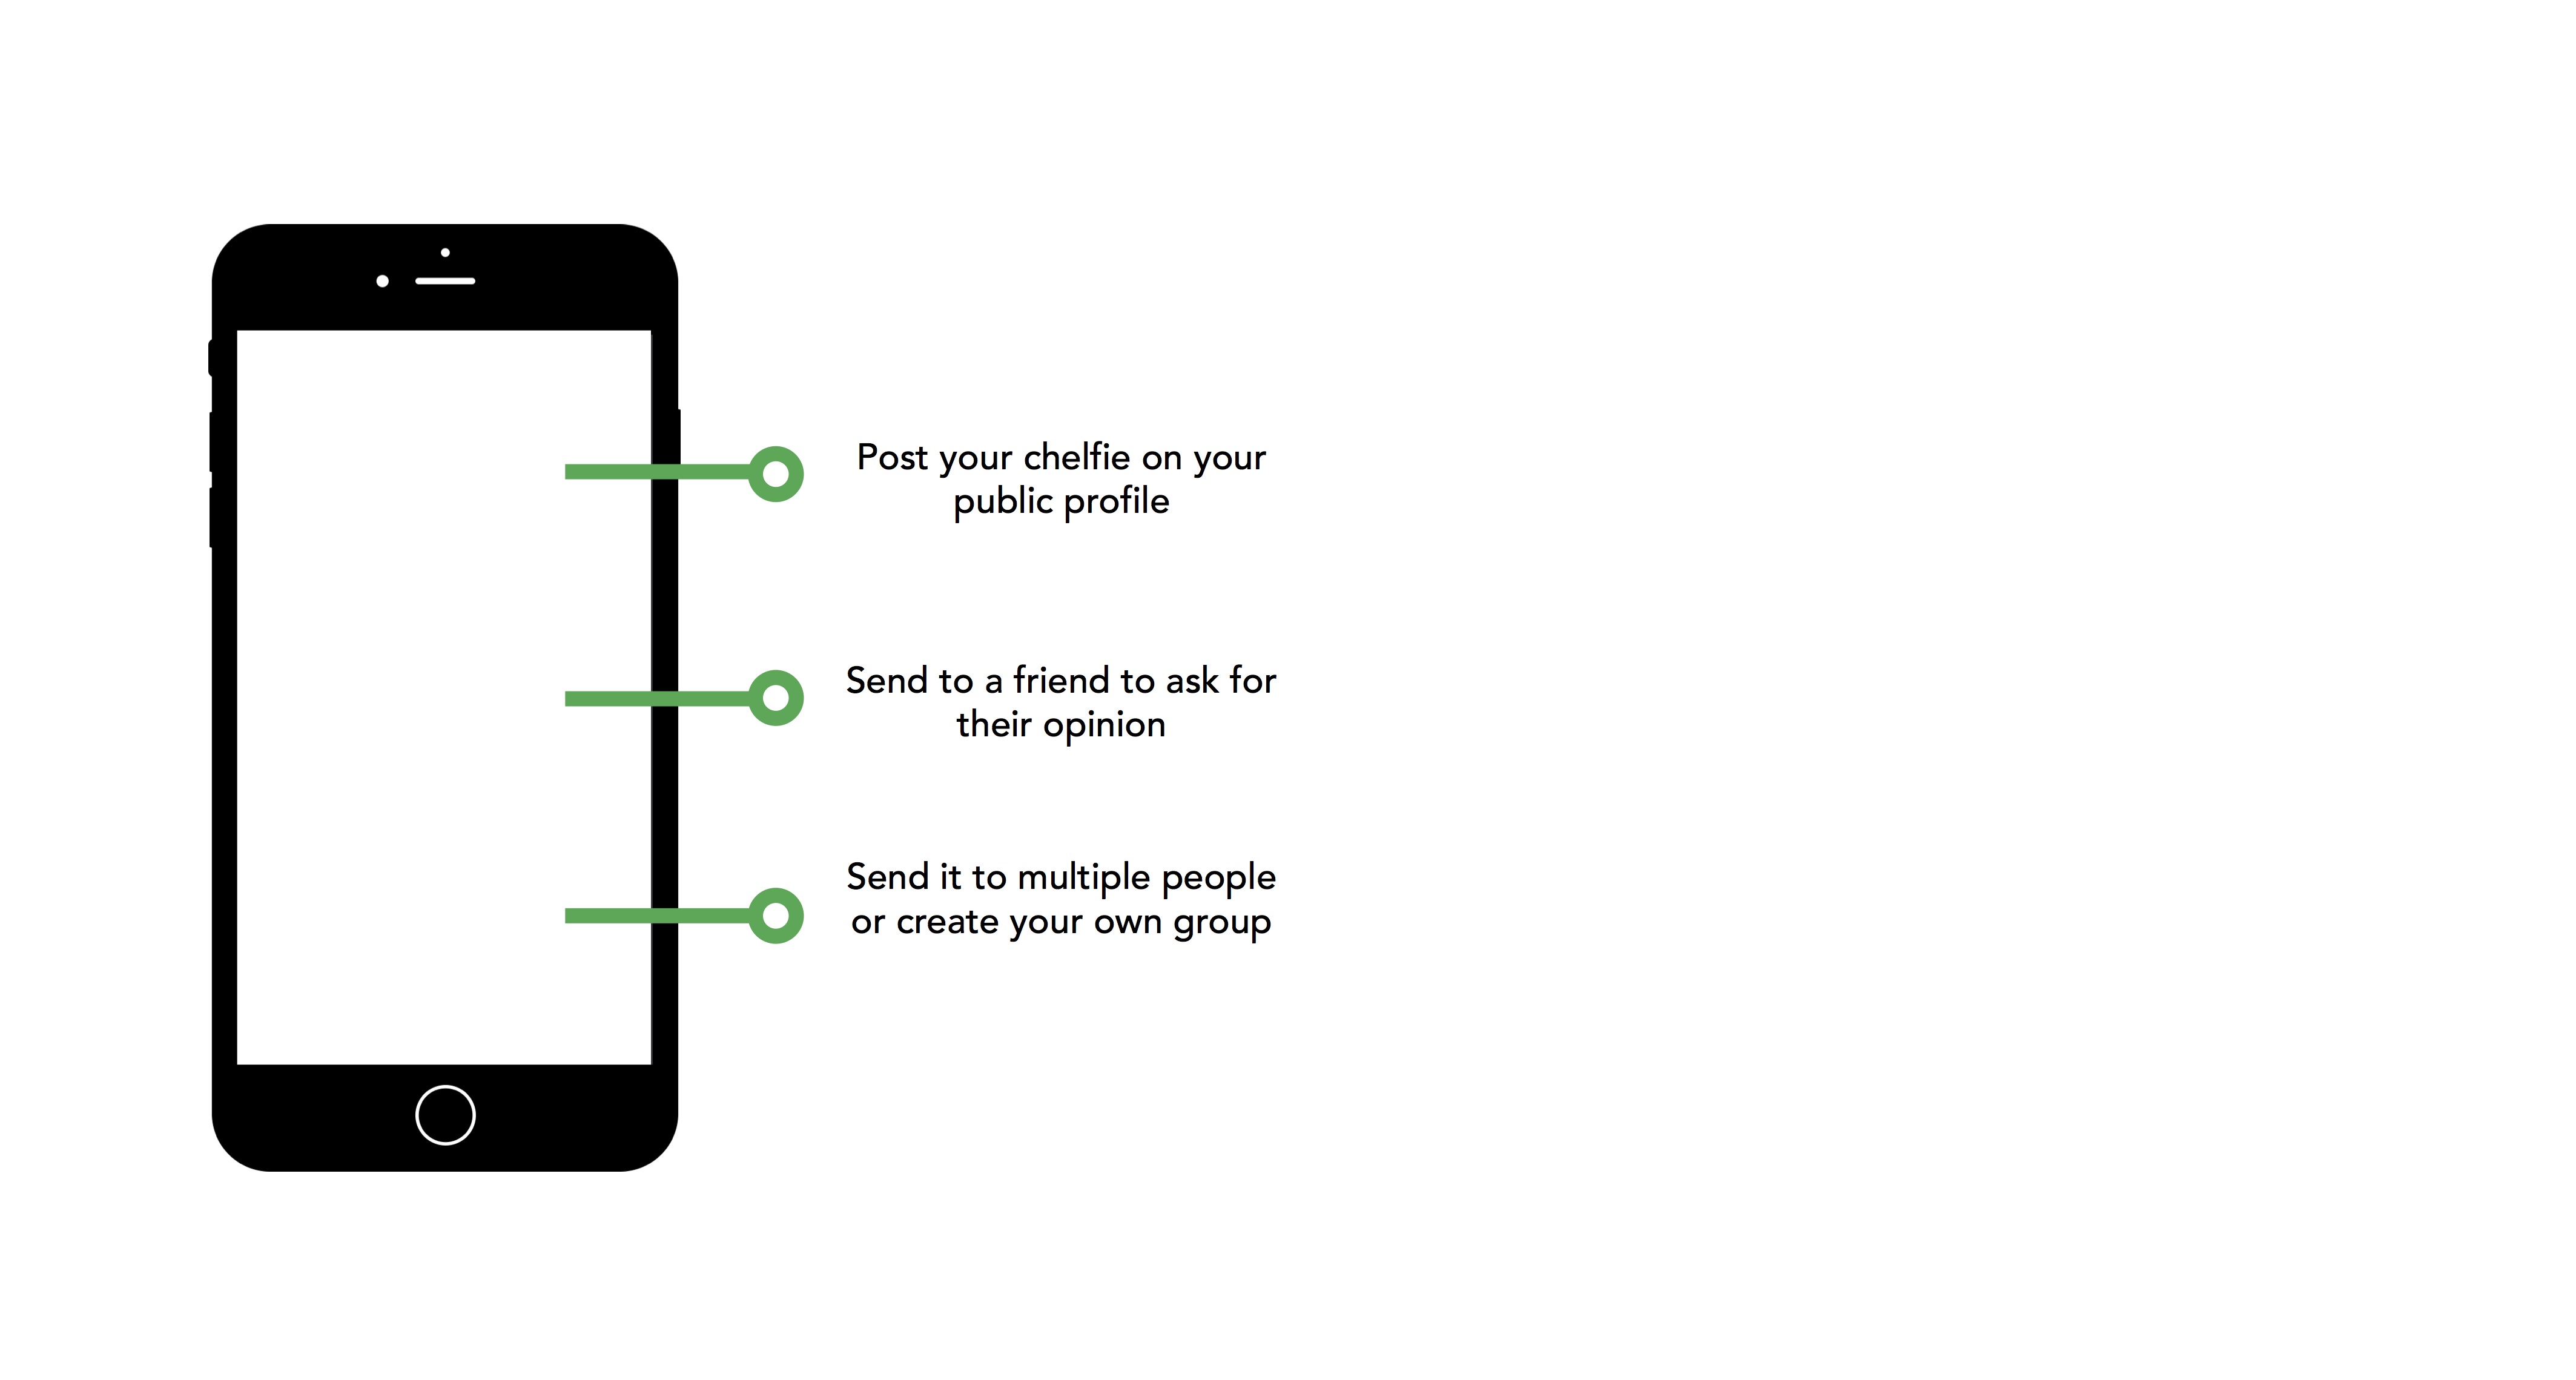 Post your chelfie on your
public profile
Send to a friend to ask for
their opinion
Send it to multiple people
or create your own group